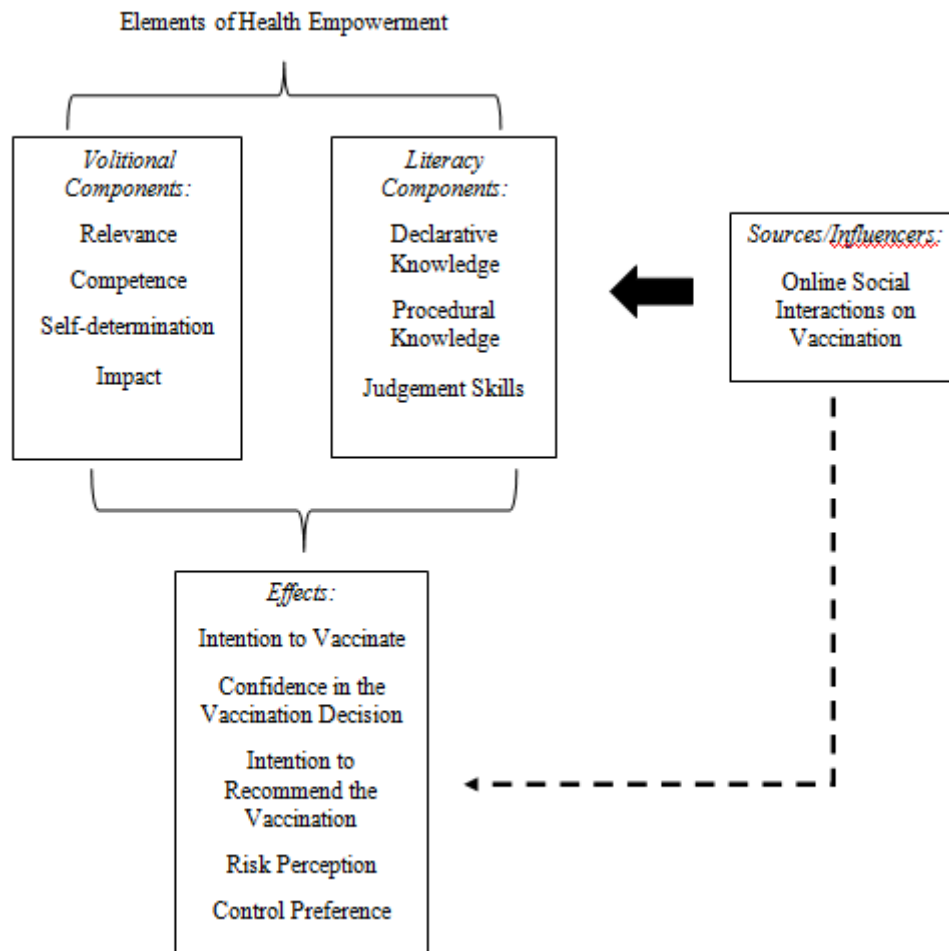 Elements of Health Empowerment
Volitional
Components:
Relevance
Competence
Self-determination
Impact
Literacy
Components:
Declarative
Knowledge
Procedural
Knowledge
Judgement Skills
Sources/Influencers:
Online Social
Interactions on
Vaccination
Effects:
Intention to Vaccinate
Confidence in the
Vaccination Decision
Intention to
Recommend the
Vaccination
Risk Perception
Control Preference